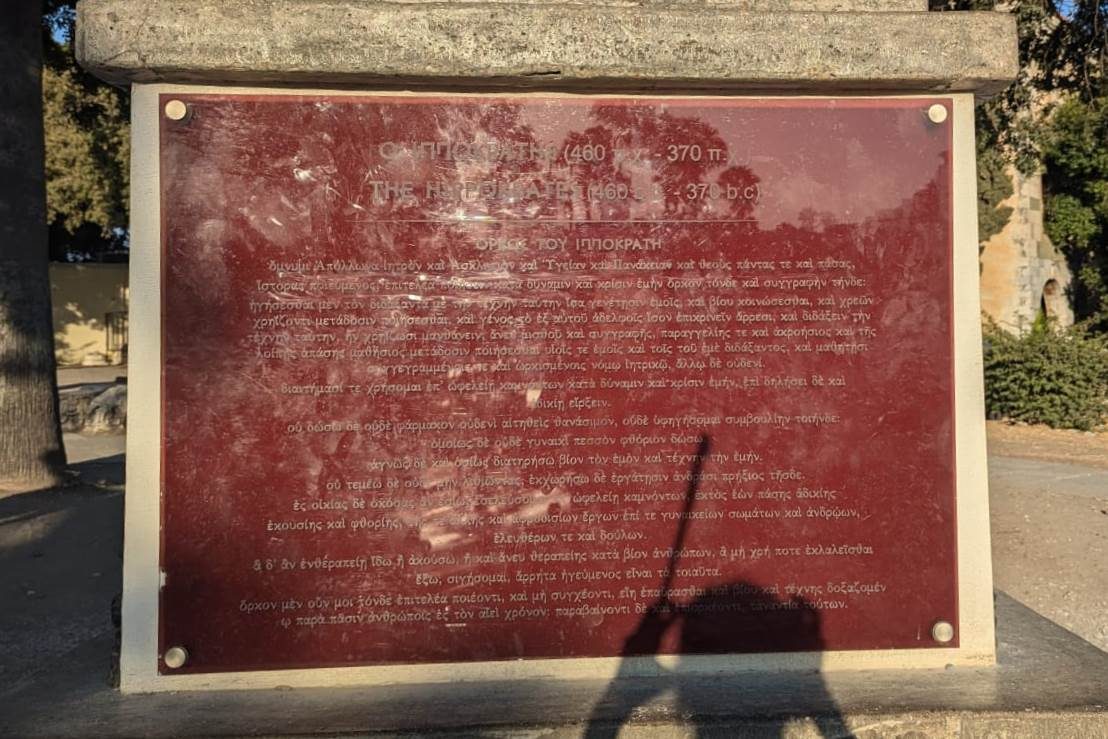 Ο ΙΠΠΟΚΡΑΤΗΣ (460 π.χ - 370 π.
THE HIPPOCRATES (460 b.c - 370 b.c)
ΟΡΚΟΣ ΤΟΥ ΙΠΠΟΚΡΑΤΗ
ὄμνυμι Ἀπόλλωνα ἰητρὸν καὶ Ἀσκληπιὸν καὶ Ὑγείαν καὶ Πανάκειαν καὶ θεοὺς πάντας τε καὶ πάσας,
ἵστορας ποιεύμενος, ἐπιτελέα ποιήσειν κατὰ δύναμιν καὶ κρίσιν ἐμὴν ὅρκον τόνδε καὶ συγγραφὴν τήνδε:
ἡγήσεσθαι μὲν τὸν διδάξαντά με τὴν τέχνην ταύτην ἴσα γενέτῃσιν ἐμοῖς, καὶ βίου κοινώσεσθαι, καὶ χρεῶν
χρηΐζοντι μετάδοσιν ποιήσεσθαι, καὶ γένος τὸ ἐξ αὐτοῦ ἀδελφοῖς ἴσον ἐπικρινεῖν ἄρρεσι, καὶ διδάξειν τὴν
τέχνην ταύτην, ἢν χρηΐζωσι μανθάνειν, ἄνευ μισθοῦ καὶ συγγραφῆς, παραγγελίης τε καὶ ἀκροήσιος καὶ τῆς
λοίπης ἁπάσης μαθήσιος μετάδοσιν ποιήσεσθαι υἱοῖς τε ἐμοῖς καὶ τοῖς τοῦ ἐμὲ διδάξαντος, καὶ μαθητῇσι
συγγεγραμμένοις τε καὶ ὡρκισμένοις νόμῳ ἰητρικῷ, ἄλλῳ δὲ οὐδενί.
διαιτήμασί τε χρήσομαι ἐπ' ὠφελείῃ καμνόντων κατὰ δύναμιν καὶ κρίσιν ἐμήν, ἐπὶ δηλήσει δὲ καὶ
ἀδικίῃ εἴρξειν.
οὐ δώσω δὲ οὐδὲ φάρμακον οὐδενὶ αἰτηθεὶς θανάσιμον, οὐδὲ ὑφηγήσομαι συμβουλίην τοιήνδε:
ὁμοίως δὲ οὐδὲ γυναικὶ πεσσὸν φθόριον δώσω.
ἁγνῶς δὲ καὶ ὁσίως διατηρήσω βίον τὸν ἐμὸν καὶ τέχνην τὴν ἐμήν.
οὐ τεμέω δὲ οὐδὲ μὴν λιθιῶντας, ἐκχωρήσω δὲ ἐργάτῃσιν ἀνδράσι πρήξιος τῆσδε.
ἐς οἰκίας δὲ ὁκόσας ἂν ἐσίω, ἐσελεύσομαι ὠφελείῃ καμνόντων, ἐκτὸς ἐὼν πάσης ἀδικίης
ἑκουσίης καὶ φθορίης, τῆς τε ἄλλης καὶ ἀφροδισίων ἔργων ἐπί τε γυναικείων σωμάτων καὶ ἀνδρῴων,
ἐλευθέρων τε καὶ δούλων.
ἃ δ' ἂν ἐνθεραπείῃ ἴδω ἢ ἀκούσω, ἢ καὶ ἄνευ θεραπείης κατὰ βίον ἀνθρώπων, ἃ μὴ χρή ποτε ἐκλαλεῖσθαι
ἔξω, σιγήσομαι, ἄρρητα ἡγεύμενος εἶναι τὰ τοιαῦτα.
ὅρκον μὲν οὖν μοι τόνδε ἐπιτελέα ποιέοντι, καὶ μὴ συγχέοντι, εἴη ἐπαύρασθαι καὶ βίου καὶ τέχνης δοξαζομέν
ῳ παρὰ πᾶσιν ἀνθρώποις ἐς τὸν αἰεὶ χρόνον: παραβαίνοντι δὲ καὶ ἐπιορκέοντι, τἀναντία τούτων.